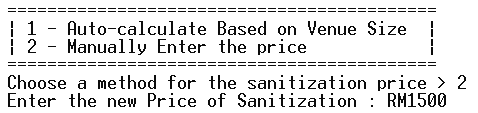 ===========================================
| 1 - Auto-calculate Based on Venue Size  |
| 2 - Manually Enter the price            |
===========================================
Choose a method for the sanitization price > 2
Enter the new Price of Sanitization : RM1500